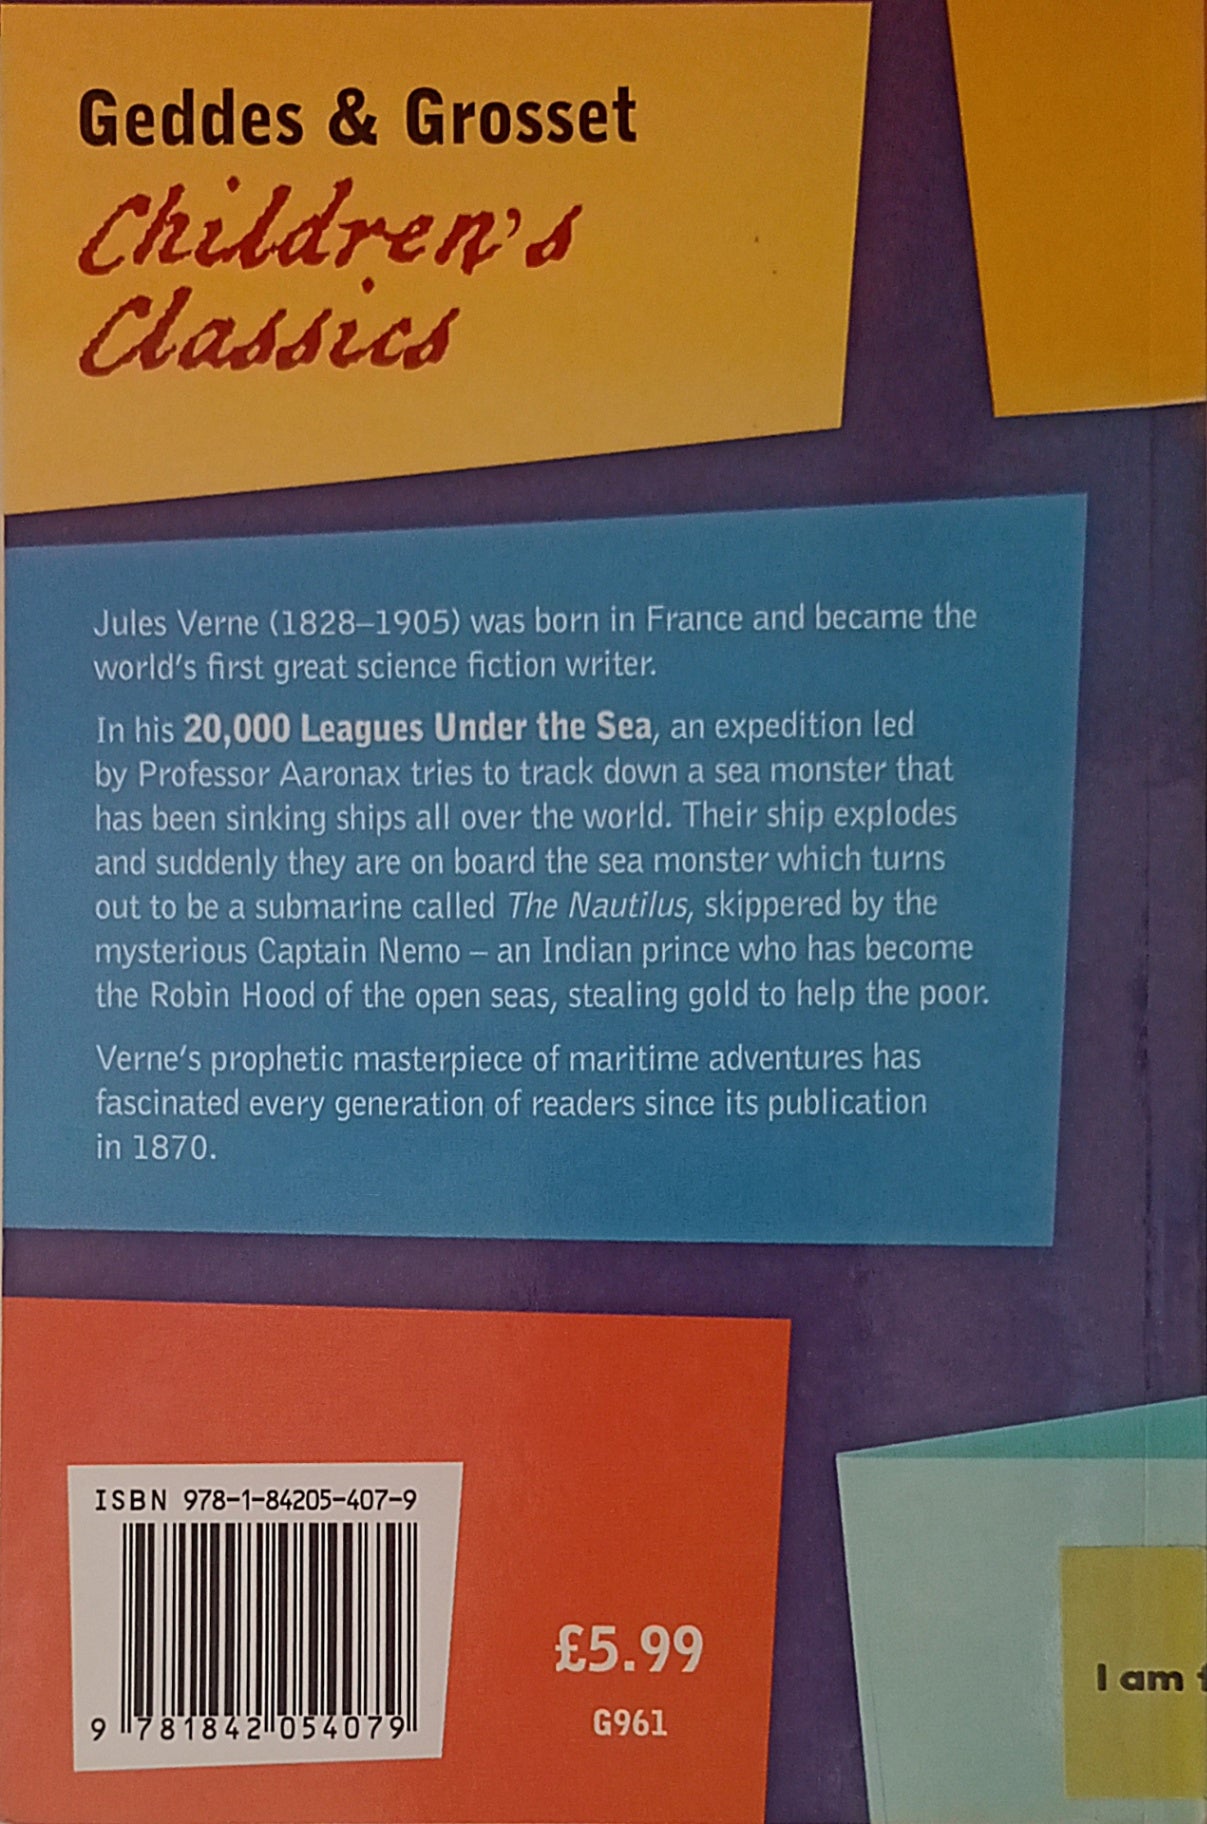 Geddes & Grosset
Children's
Classics
Jules Verne (1828–1905) was born in France and became the
world's first great science fiction writer.
In his 20,000 Leagues Under the Sea, an expedition led
by Professor Aaronax tries to track down a sea monster that
has been sinking ships all over the world. Their ship explodes
and suddenly they are on board the sea monster which turns
out to be a submarine called The Nautilus, skippered by the
mysterious Captain Nemo – an Indian prince who has become
the Robin Hood of the open seas, stealing gold to help the poor.
Verne's prophetic masterpiece of maritime adventures has
fascinated every generation of readers since its publication
in 1870.
ISBN 978-1-84205-407-9
9 781842 054079
£5.99
G961
I am